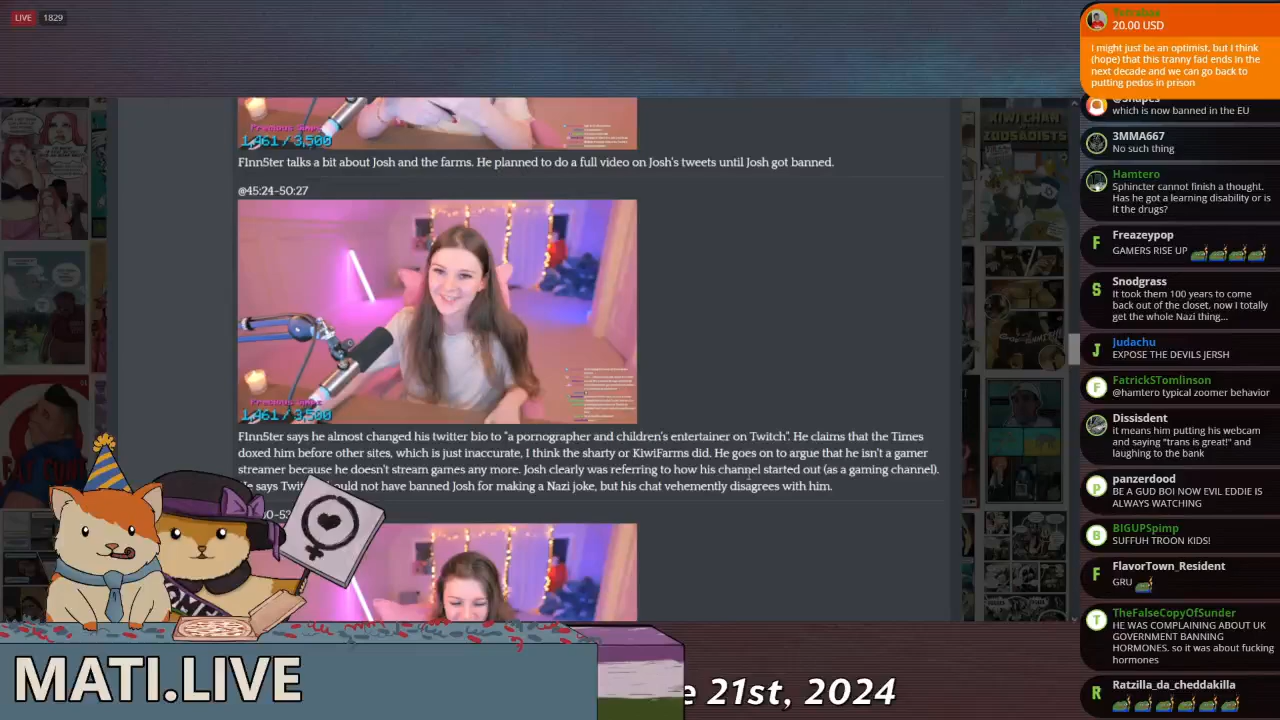 LIVE 1829
Precious Simps
1,461 / 3,500
F1nn5ter talks a bit about Josh and the farms. He planned to do a full video on Josh's tweets until Josh got banned.
@45:24-50:27
Precious Simps
1,461 / 3,500
F1nn5ter says he almost changed his twitter bio to "a pornographer and children's entertainer on Twitch". He claims that the Times
doxed him before other sites, which is just inaccurate, I think the sharty or KiwiFarms did. He goes on to argue that he isn't a gamer
streamer because he doesn't stream games any more. Josh clearly was referring to how his channel started out (as a gaming channel).
says should not have banned Josh for making a Nazi joke, but his chat vehemently disagrees with him.
KIWI CHAN
ZOOSADISTS
MATI.LIVE
e 21st, 2024
20.00 USD
I might just be an optimist, but I think
(hope) that this tranny fad ends in the
next decade and we can go back to
putting pedos in prison
@Snapes
which is now banned in the EU
3MMA667
No such thing
Hamtero
Sphincter cannot finish a thought.
Has he got a learning disability or is
it the drugs?
Freazeypop
GAMERS RISE UP
Snodgrass
It took them 100 years to come
back out of the closet, now I totally
get the whole Nazi thing...
Judachu
EXPOSE THE DEVILS JERSH
FatrickSTomlinson
@hamtero typical zoomer behavior
Dissisdent
it means him putting his webcam
and saying "trans is great!" and
laughing to the bank
panzerdood
BE A GUD BOI NOW EVIL EDDIE IS
ALWAYS WATCHING
BIGUPSpimp
SUFFUH TROON KIDS!
FlavorTown_Resident
GRU
TheFalseCopyOfSunder
HE WAS COMPLAINING ABOUT UK
GOVERNMENT BANNING
HORMONES. so it was about fucking
hormones
Ratzilla_da_cheddakilla